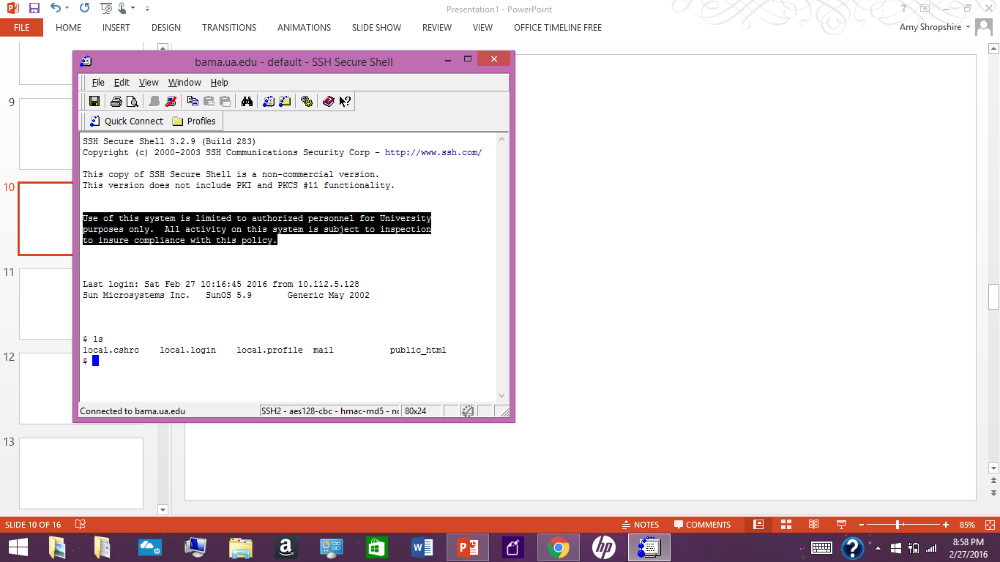 Presentation1 - PowerPoint
FILE HOME INSERT DESIGN TRANSITIONS ANIMATIONS SLIDE SHOW REVIEW VIEW OFFICE TIMELINE FREE
Amy Shropshire
9
10
11
12
13
bama.ua.edu - default - SSH Secure Shell
File Edit View Window Help
Quick Connect Profiles
SSH Secure Shell 3.2.9 (Build 283)
Copyright (c) 2000-2003 SSH Communications Security Corp - http://www.ssh.com/
This copy of SSH Secure Shell is a non-commercial version.
This version does not include PKI and PKCS #11 functionality.
Use of this system is limited to authorized personnel for University
purposes only.  All activity on this system is subject to inspection
to insure compliance with this policy.
Last login: Sat Feb 27 10:16:45 2016 from 10.112.5.128
Sun Microsystems Inc.   SunOS 5.9       Generic May 2002
$ ls
local.cshrc    local.login    local.profile  mail           public_html
$
Connected to bama.ua.edu SSH2 - aes128-cbc - hmac-md5 - 80x24
SLIDE 10 OF 16 NOTES COMMENTS 85%
8:58 PM
2/27/2016